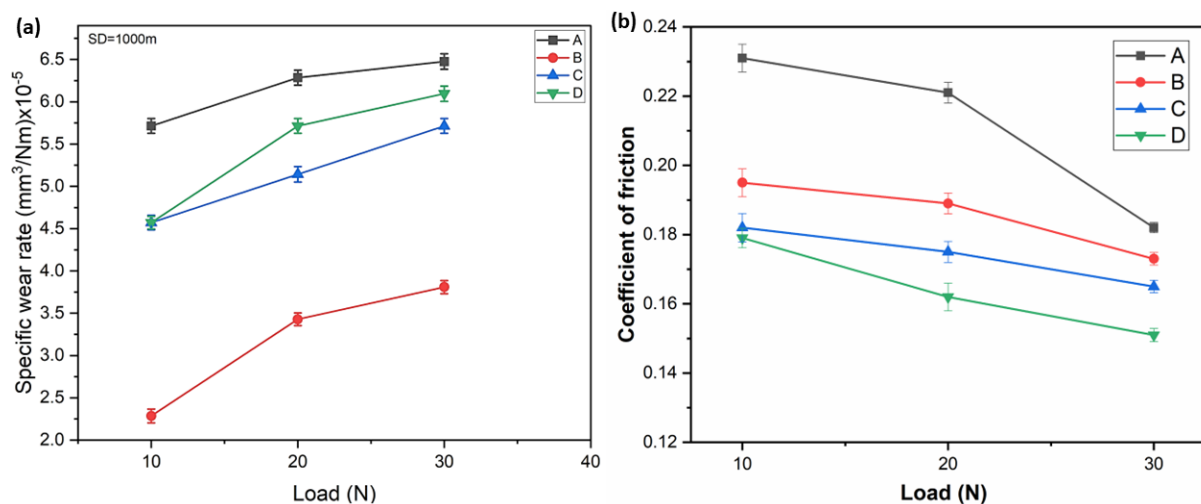 (a)
SD=1000m
A
B
C
D
6.5
6.0
5.5
5.0
4.5
4.0
3.5
3.0
2.5
2.0
Specific wear rate (mm³/Nm)x10⁻⁵
10
20
30
40
Load (N)
(b)
A
B
C
D
0.24
0.22
0.20
0.18
0.16
0.14
0.12
Coefficient of friction
10
20
30
Load (N)